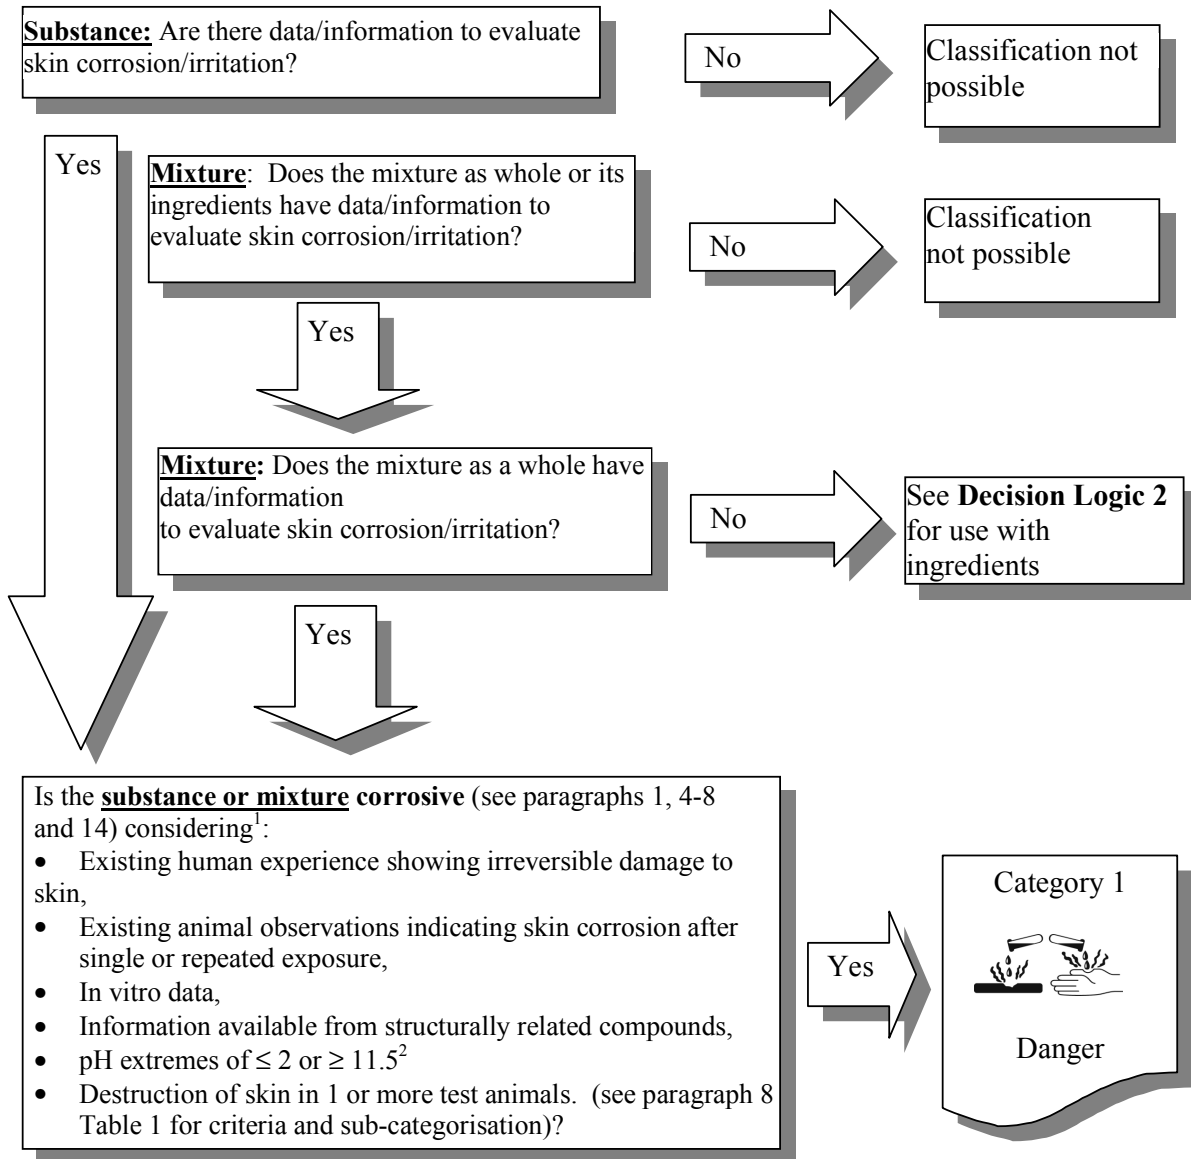 Substance: Are there data/information to evaluate
skin corrosion/irritation?
No
Classification not
possible
Yes
Mixture:  Does the mixture as whole or its
ingredients have data/information to
evaluate skin corrosion/irritation?
No
Classification
not possible
Yes
Mixture: Does the mixture as a whole have
data/information
to evaluate skin corrosion/irritation?
No
See Decision Logic 2
for use with
ingredients
Yes
Is the substance or mixture corrosive (see paragraphs 1, 4-8
and 14) considering¹:
• Existing human experience showing irreversible damage to
skin,
• Existing animal observations indicating skin corrosion after
single or repeated exposure,
• In vitro data,
• Information available from structurally related compounds,
• pH extremes of ≤ 2 or ≥ 11.5²
• Destruction of skin in 1 or more test animals.  (see paragraph 8
Table 1 for criteria and sub-categorisation)?
Yes
Category 1
Danger